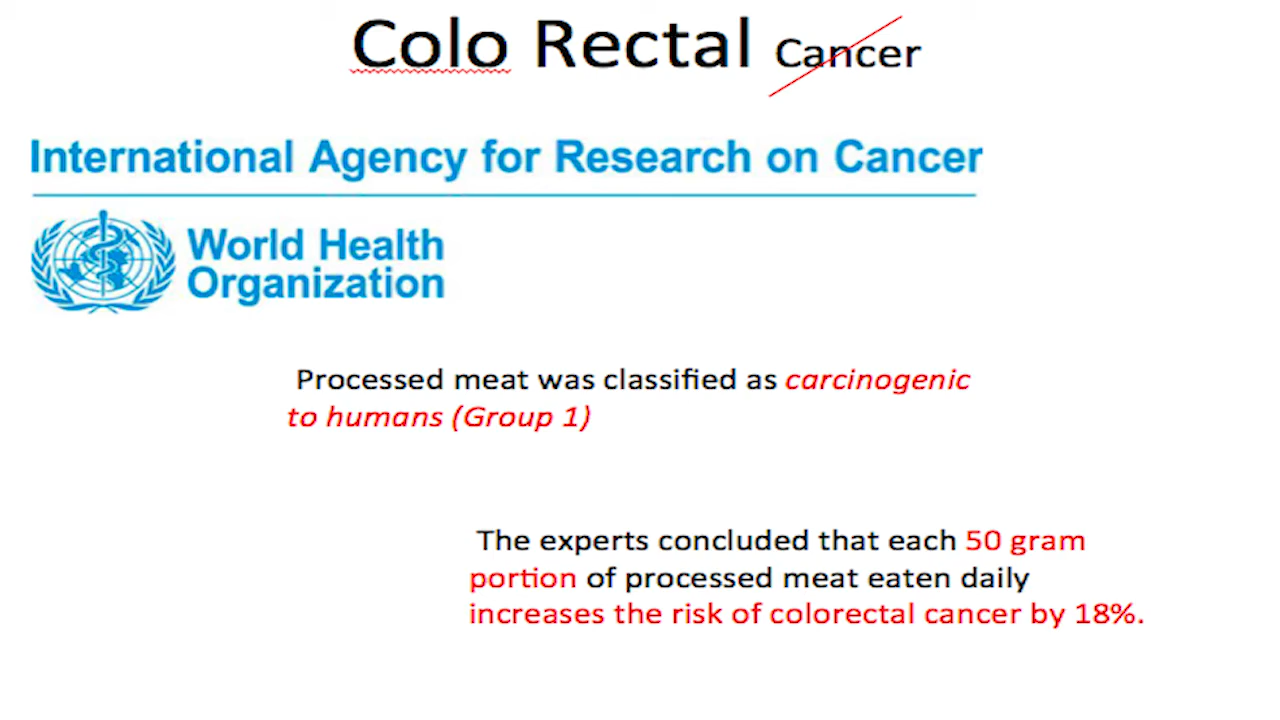 Colo Rectal Cancer
International Agency for Research on Cancer
World Health
Organization
Processed meat was classified as carcinogenic
to humans (Group 1)
The experts concluded that each 50 gram
portion of processed meat eaten daily
increases the risk of colorectal cancer by 18%.